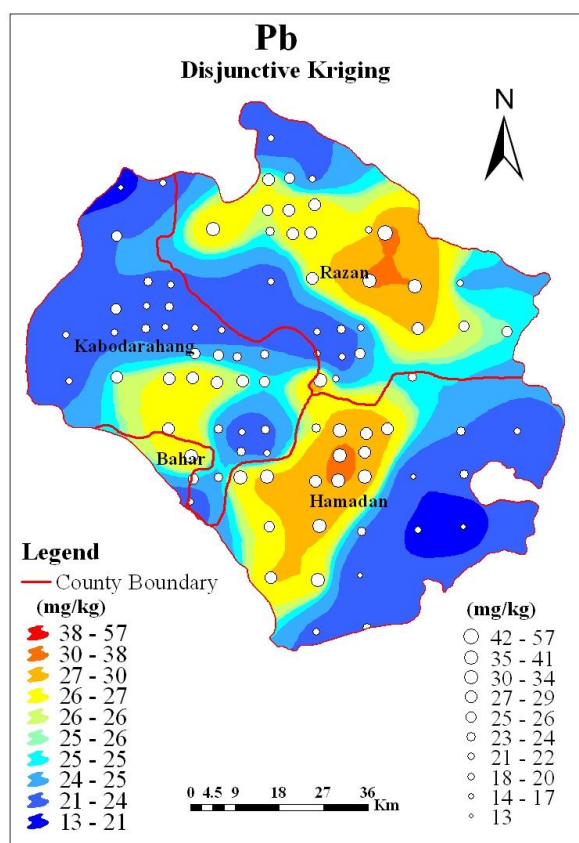 Pb
Disjunctive Kriging
N
Razan
Kabodarahang
Bahar
Hamadan
Legend
County Boundary
(mg/kg)
38 - 57
30 - 38
27 - 30
26 - 27
26 - 26
25 - 26
25 - 25
24 - 25
21 - 24
13 - 21
(mg/kg)
42 - 57
35 - 41
30 - 34
27 - 29
25 - 26
23 - 24
21 - 22
18 - 20
14 - 17
13
0 4.5 9 18 27 36
Km